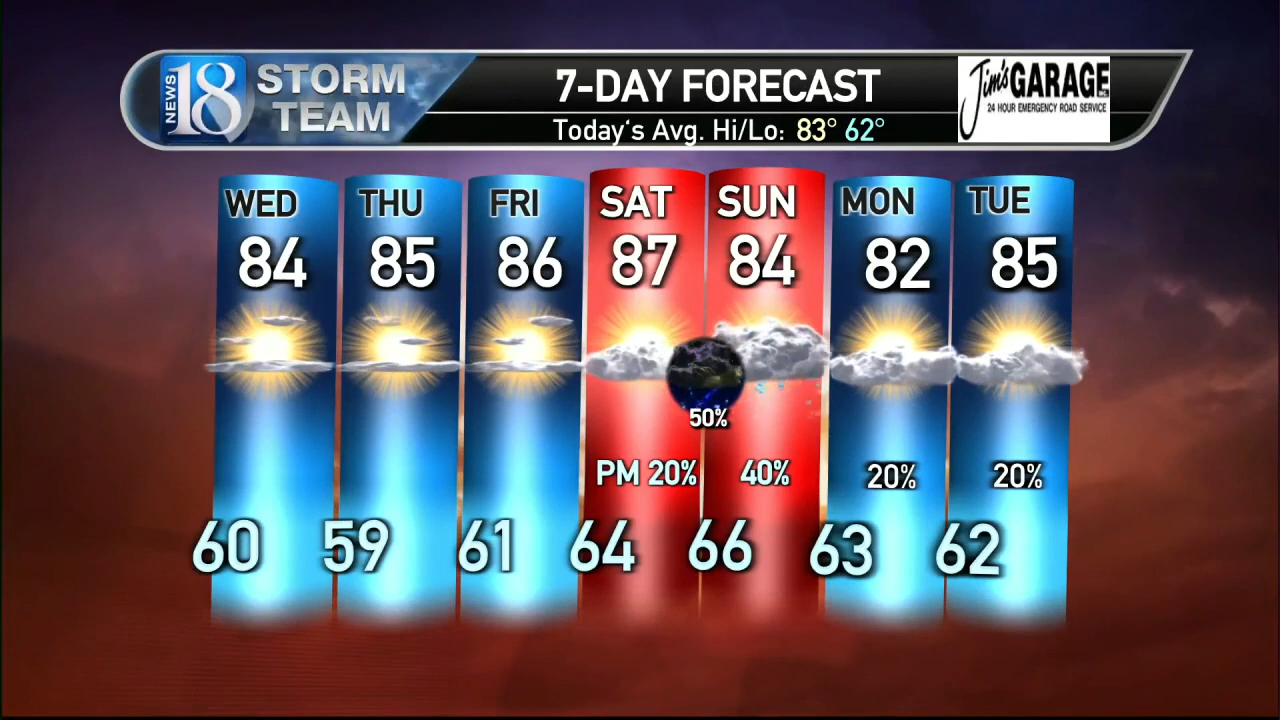 NEWS 18
STORM
TEAM
7-DAY FORECAST
Today's Avg. Hi/Lo: 83° 62°
Jim's GARAGE INC
24 HOUR EMERGENCY ROAD SERVICE
WED THU FRI SAT SUN MON TUE
84 85 86 87 84 82 85
50%
PM 20% 40% 20% 20%
60 59 61 64 66 63 62